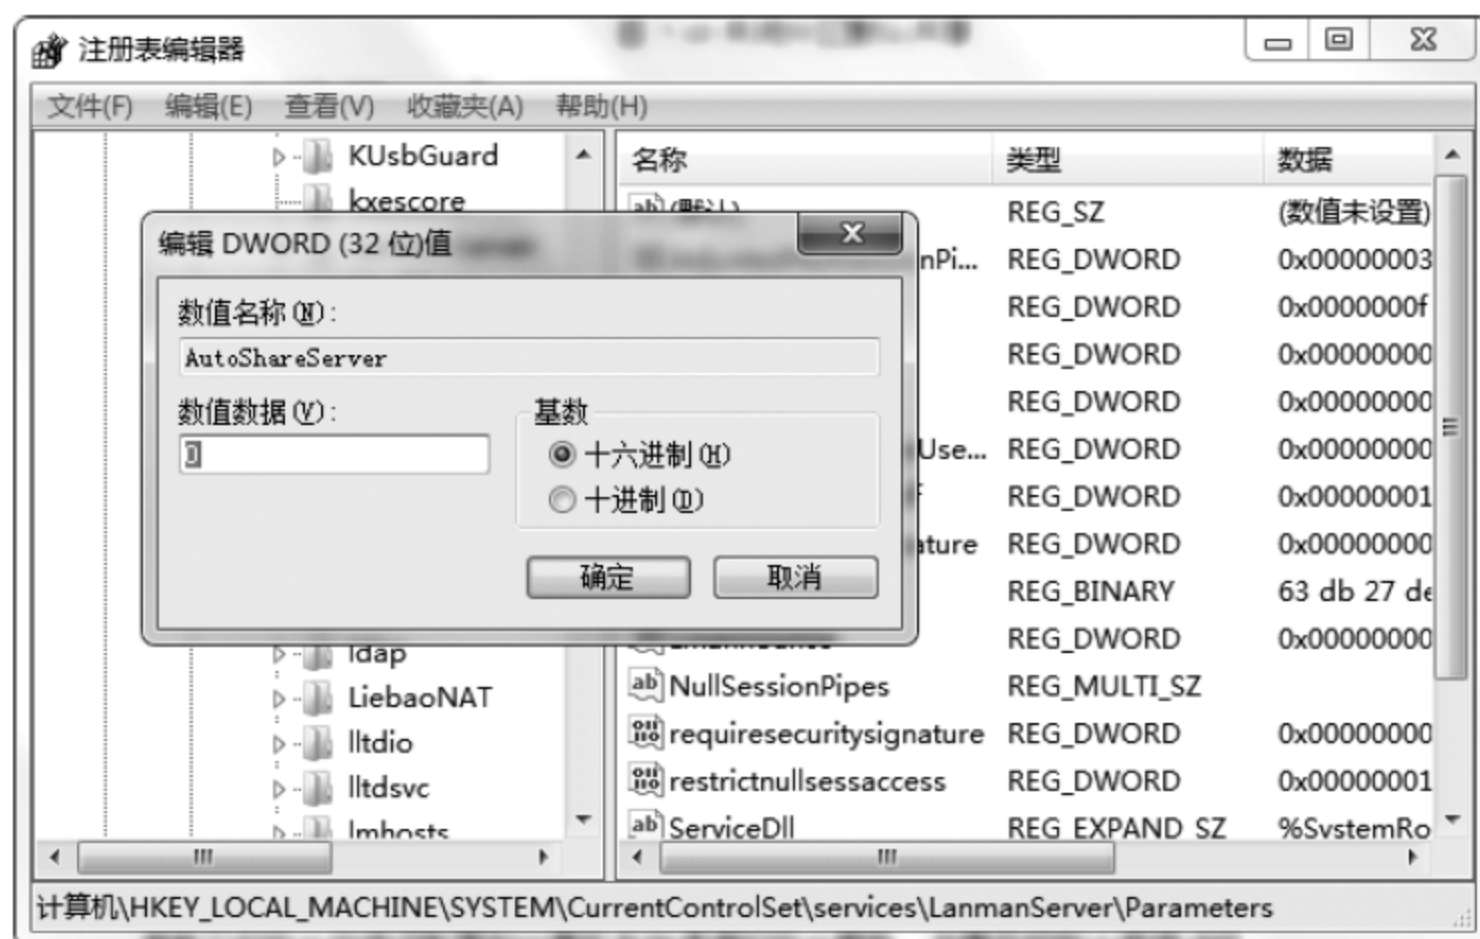 注册表编辑器
文件(F) 编辑(E) 查看(V) 收藏夹(A) 帮助(H)
KUsbGuard
kxescore
ldap
LiebaoNAT
lltdio
lltdsvc
lmhosts
名称 类型 数据
(默认) REG_SZ (数值未设置)
nPi... REG_DWORD 0x00000003
REG_DWORD 0x0000000f
REG_DWORD 0x00000000
REG_DWORD 0x00000000
Use... REG_DWORD 0x00000000
REG_DWORD 0x00000001
ature REG_DWORD 0x00000000
REG_BINARY 63 db 27 de
REG_DWORD 0x00000000
NullSessionPipes REG_MULTI_SZ
requiresecuritysignature REG_DWORD 0x00000000
restrictnullsessaccess REG_DWORD 0x00000001
ServiceDll REG_EXPAND_SZ %SystemRo
编辑 DWORD (32 位)值
数值名称(N):
AutoShareServer
数值数据(V):
0
基数
十六进制(H)
十进制(D)
确定 取消
计算机\HKEY_LOCAL_MACHINE\SYSTEM\CurrentControlSet\services\LanmanServer\Parameters